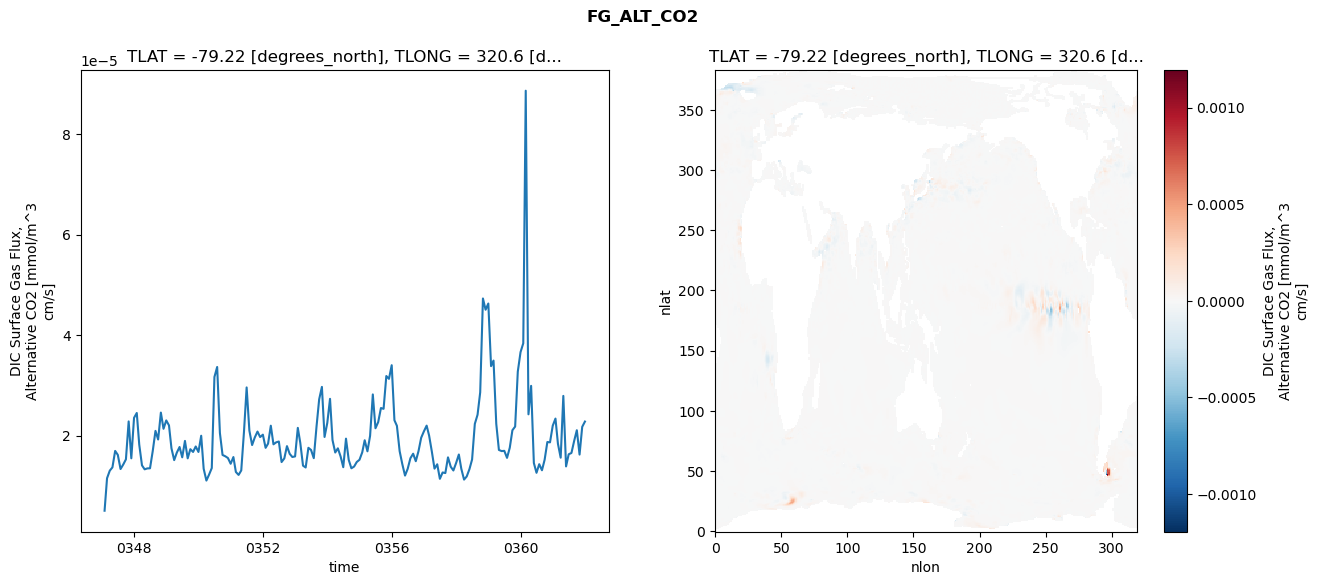 FG_ALT_CO2
TLAT = -79.22 [degrees_north], TLONG = 320.6 [d...
1e−5
8
6
4
2
0348
0352
0356
0360
time
DIC Surface Gas Flux,
Alternative CO2 [mmol/m^3
cm/s]
TLAT = -79.22 [degrees_north], TLONG = 320.6 [d...
350
300
250
200
150
100
50
0
nlat
0
50
100
150
200
250
300
nlon
0.0010
0.0005
0.0000
−0.0005
−0.0010
DIC Surface Gas Flux,
Alternative CO2 [mmol/m^3
cm/s]